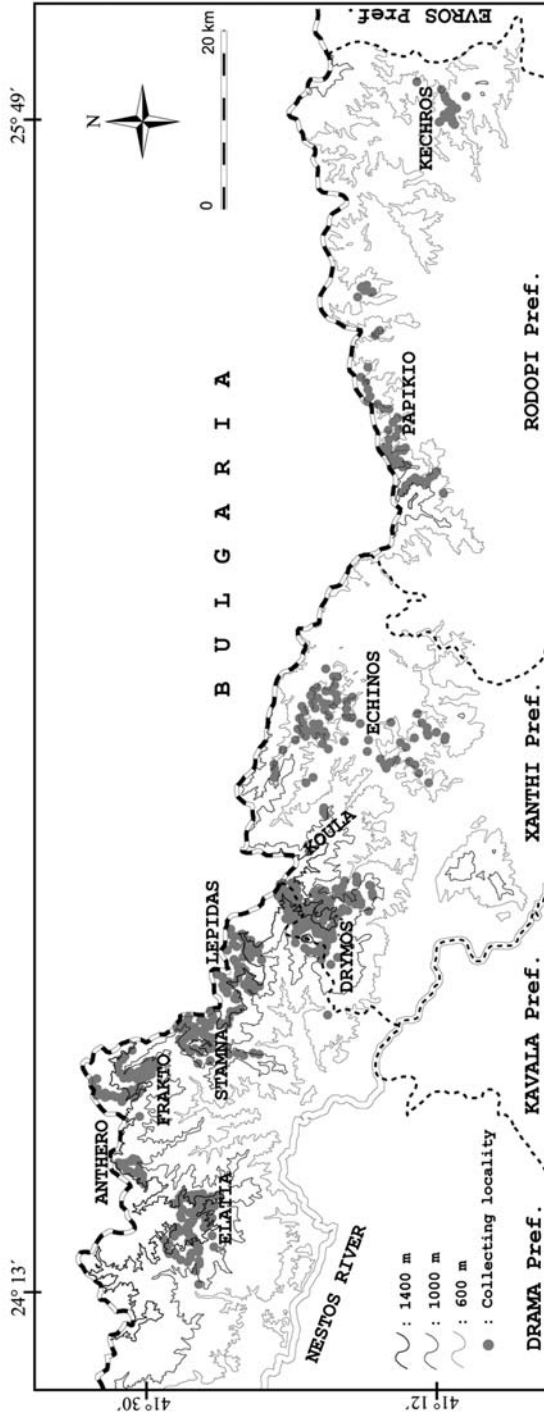 25° 49´
24° 13´
41° 30´
41° 12´
N
0 20 km
B U L G A R I A
EVROS Pref.
KECHROS
PAPIKIO
RODOPI Pref.
ECHINOS
KOULA
XANTHI Pref.
LEPIDAS
DRYMOS
STAMNA
FRAKTO
ANTHERO
ELATIA
KAVALA Pref.
NESTOS RIVER
DRAMA Pref.
: 1400 m
: 1000 m
: 600 m
: Collecting locality